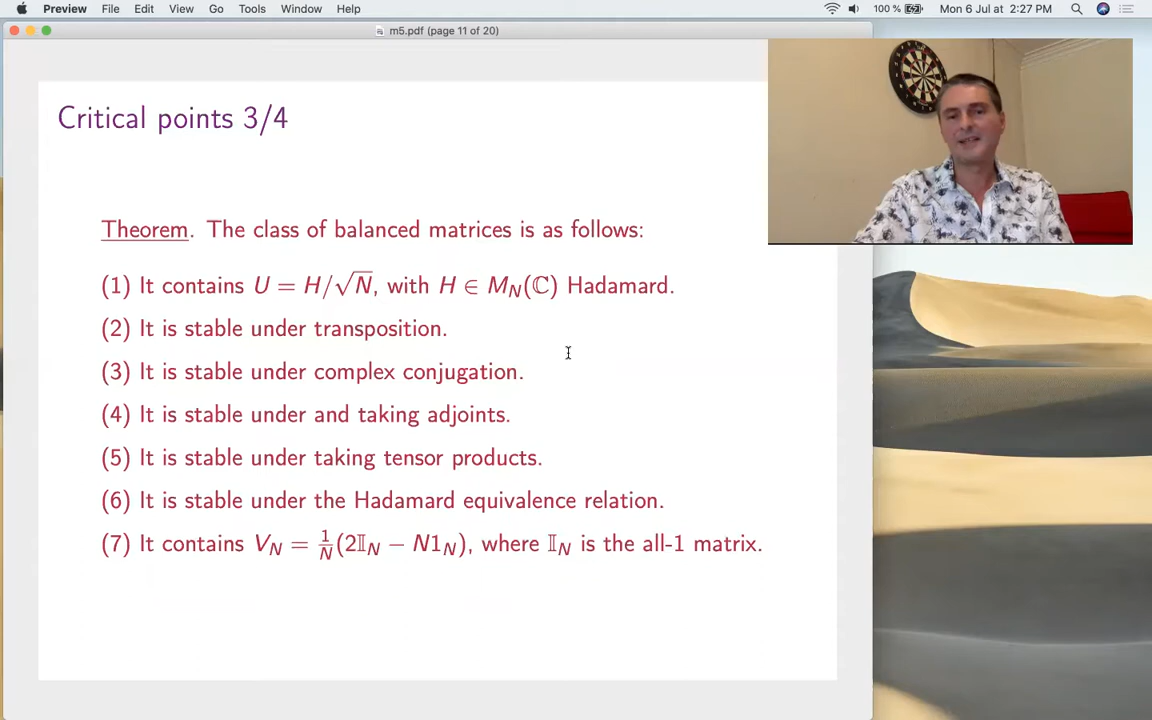 Preview File Edit View Go Tools Window Help 100 % Mon 6 Jul at 2:27 PM
m5.pdf (page 11 of 20)
Critical points 3/4
Theorem. The class of balanced matrices is as follows:
(1) It contains U = H/√N, with H ∈ M_N(ℂ) Hadamard.
(2) It is stable under transposition.
(3) It is stable under complex conjugation.
(4) It is stable under and taking adjoints.
(5) It is stable under taking tensor products.
(6) It is stable under the Hadamard equivalence relation.
(7) It contains V_N = 1/N (2𝕀_N − N1_N), where 𝕀_N is the all-1 matrix.